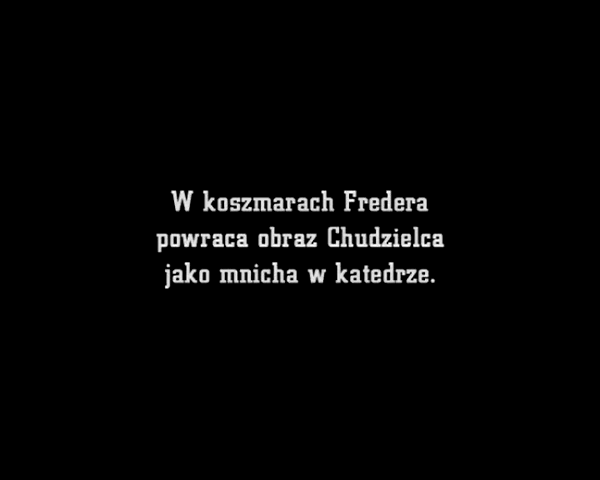 W koszmarach Fredera
powraca obraz Chudzielca
jako mnicha w katedrze.